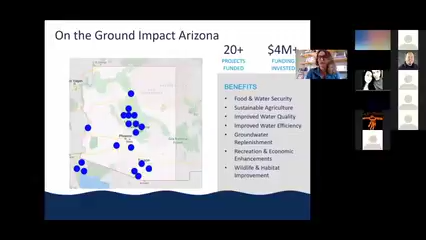 On the Ground Impact Arizona
20+
PROJECTS
FUNDED
$4M+
FUNDING
INVESTED
BENEFITS
• Food & Water Security
• Sustainable Agriculture
• Improved Water Quality
• Improved Water Efficiency
• Groundwater
Replenishment
• Recreation & Economic
Enhancements
• Wildlife & Habitat
Improvement